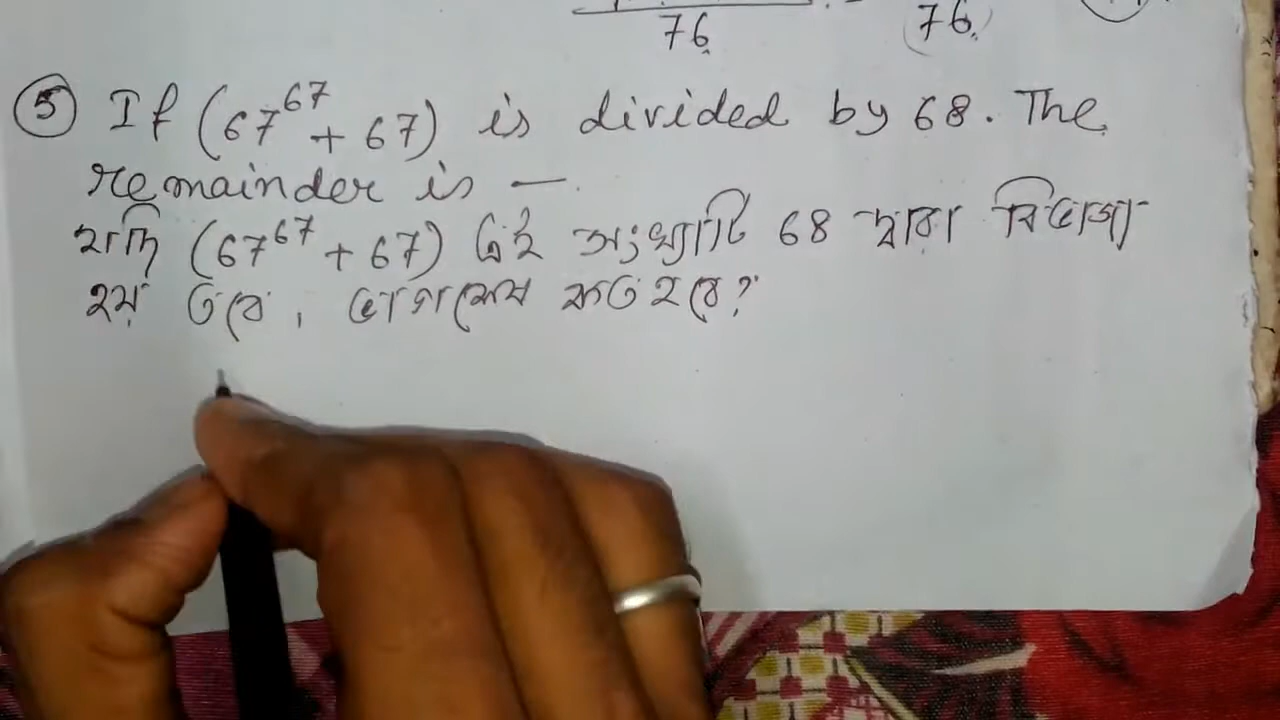 76 76
(5) If (67^67 + 67) is divided by 68. The
remainder is —
যদি (67^67 + 67) এই সংখ্যাটি 68 দ্বারা বিভাজ্য
হয় তবে, ভাগশেষ কত হবে?